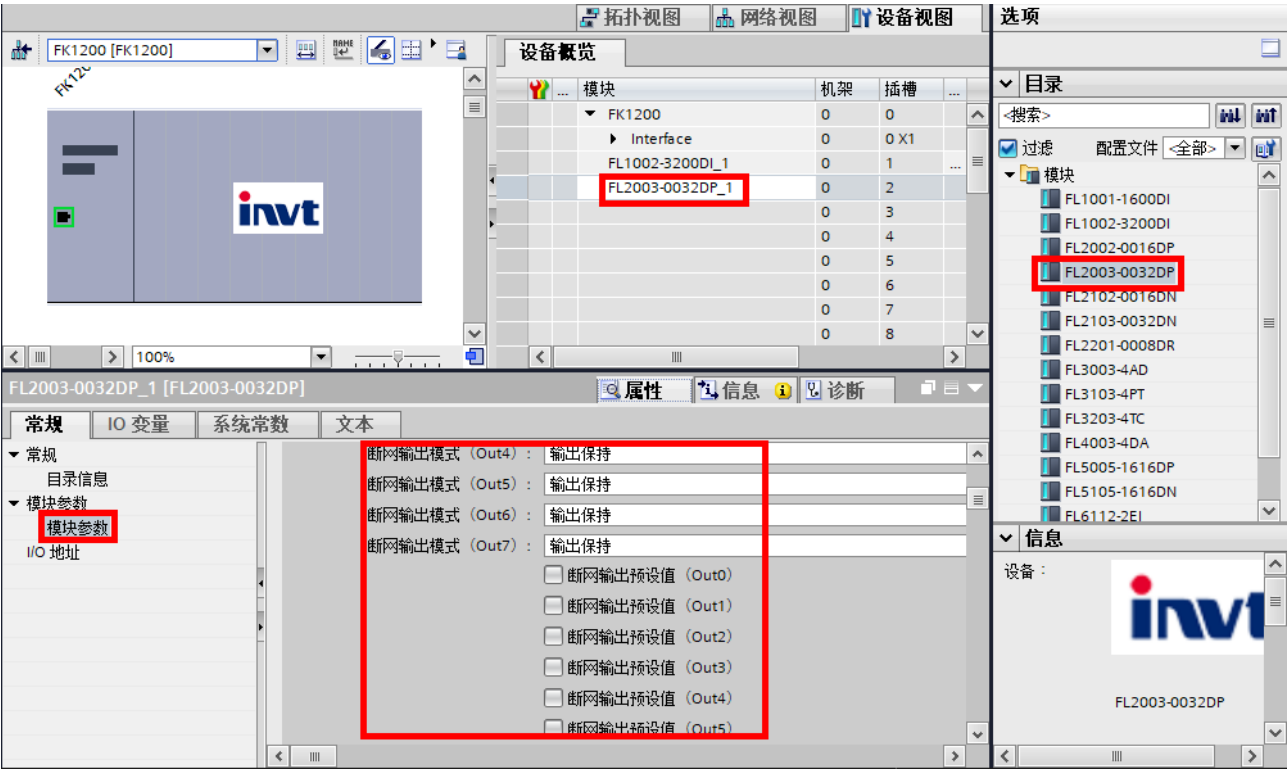 拓扑视图 网络视图 设备视图 选项
FK1200 [FK1200]
设备概览
目录
... 模块 机架 插槽 ...
FK1200 0 0
Interface 0 0 X1
FL1002-3200DI_1 0 1 ...
FL2003-0032DP_1 0 2
0 3
0 4
0 5
0 6
0 7
0 8
invt
100%
<搜索>
过滤 配置文件 <全部>
模块
FL1001-1600DI
FL1002-3200DI
FL2002-0016DP
FL2003-0032DP
FL2102-0016DN
FL2103-0032DN
FL2201-0008DR
FL3003-4AD
FL3103-4PT
FL3203-4TC
FL4003-4DA
FL5005-1616DP
FL5105-1616DN
FL6112-2EI
FL2003-0032DP_1 [FL2003-0032DP] 属性 信息 诊断
常规 IO 变量 系统常数 文本
常规
目录信息
模块参数
模块参数
I/O 地址
断网输出模式（Out4）: 输出保持
断网输出模式（Out5）: 输出保持
断网输出模式（Out6）: 输出保持
断网输出模式（Out7）: 输出保持
断网输出预设值（Out0）
断网输出预设值（Out1）
断网输出预设值（Out2）
断网输出预设值（Out3）
断网输出预设值（Out4）
断网输出预设值（Out5）
信息
设备：
invt
FL2003-0032DP